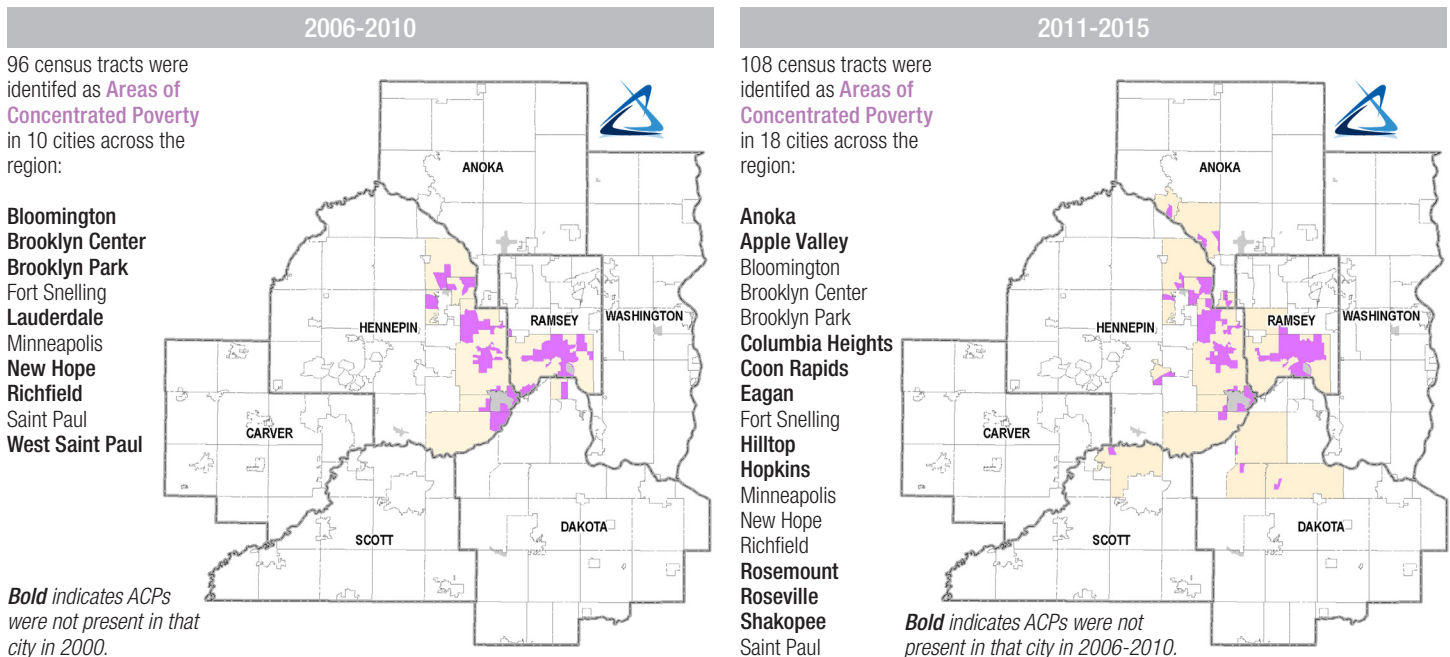 2006-2010
96 census tracts were
identifed as Areas of
Concentrated Poverty
in 10 cities across the
region:
Bloomington
Brooklyn Center
Brooklyn Park
Fort Snelling
Lauderdale
Minneapolis
New Hope
Richfield
Saint Paul
West Saint Paul
Bold indicates ACPs
were not present in that
city in 2000.
ANOKA
HENNEPIN
RAMSEY
WASHINGTON
CARVER
SCOTT
DAKOTA
2011-2015
108 census tracts were
identifed as Areas of
Concentrated Poverty
in 18 cities across the
region:
Anoka
Apple Valley
Bloomington
Brooklyn Center
Brooklyn Park
Columbia Heights
Coon Rapids
Eagan
Fort Snelling
Hilltop
Hopkins
Minneapolis
New Hope
Richfield
Rosemount
Roseville
Shakopee
Saint Paul
Bold indicates ACPs were not
present in that city in 2006-2010.
ANOKA
HENNEPIN
RAMSEY
WASHINGTON
CARVER
SCOTT
DAKOTA